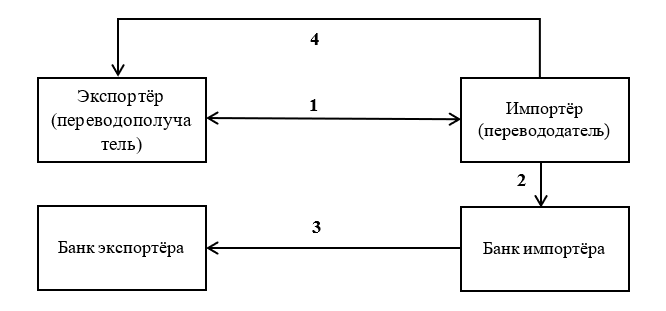 4
Экспортёр
(переводополуча
тель)
1
Импортёр
(перевододатель)
2
Банк экспортёра
3
Банк импортёра